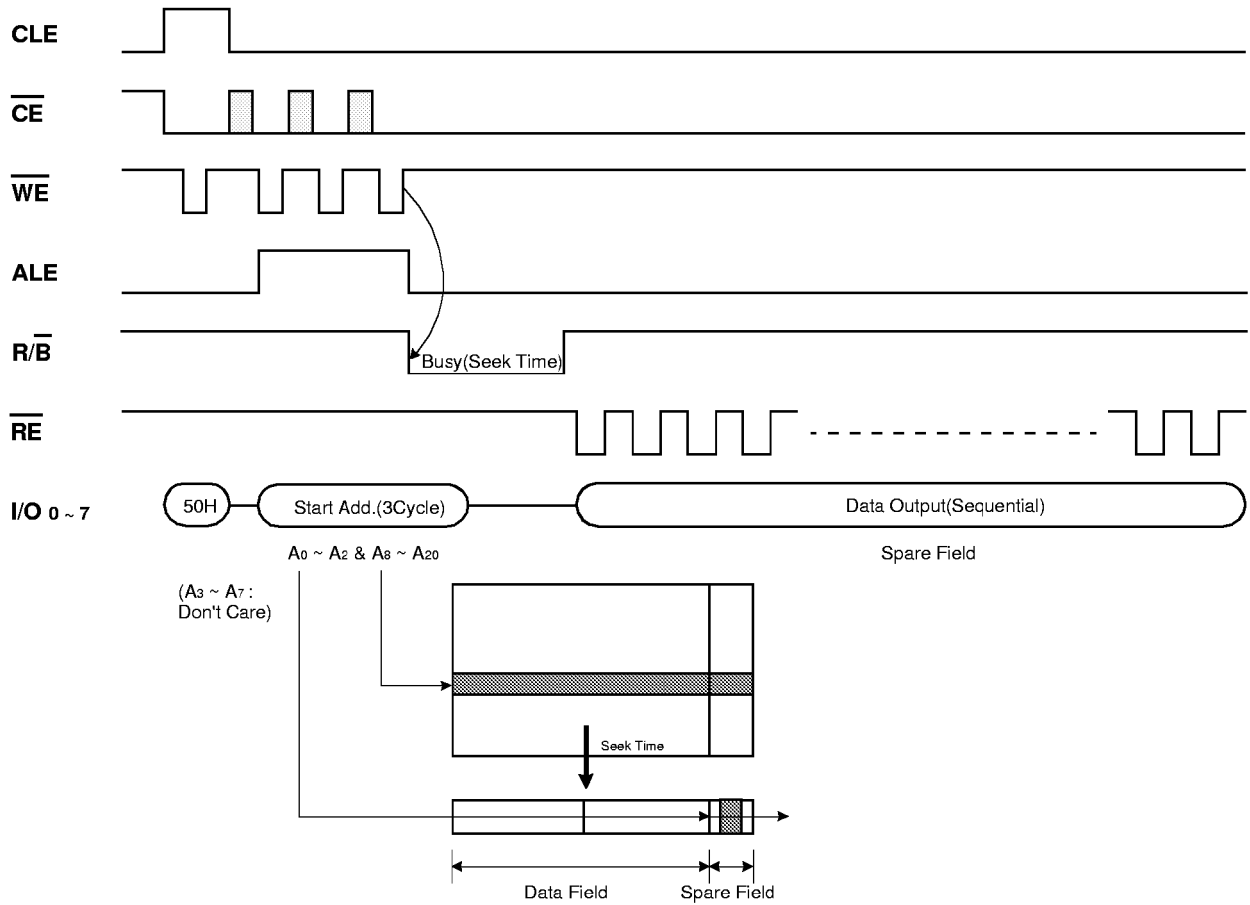 CLE
CE
WE
ALE
R/B
Busy(Seek Time)
RE
I/O 0 ~ 7
50H
Start Add.(3Cycle)
Data Output(Sequential)
A0 ~ A2 & A8 ~ A20
Spare Field
(A3 ~ A7 :
Don't Care)
Seek Time
Data Field
Spare Field